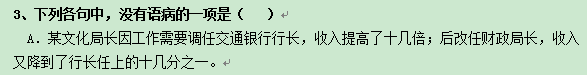 3、下列各句中，没有语病的一项是（ ）
A．某文化局长因工作需要调任交通银行行长，收入提高了十几倍；后改任财政局长，收入
又降到了行长任上的十几分之一。